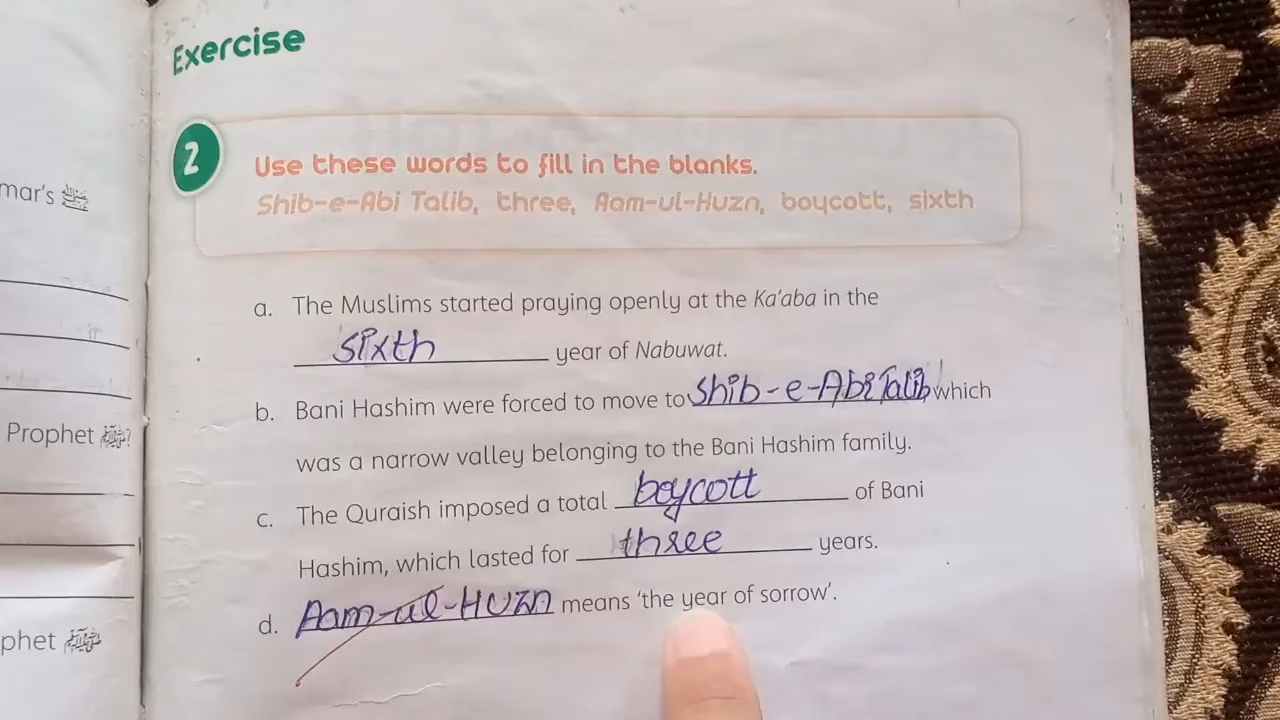 Exercise
2
Use these words to fill in the blanks.
Shib-e-Abi Talib, three, Aam-ul-Huzn, boycott, sixth
mar's ﷺ
a. The Muslims started praying openly at the Ka'aba in the
sixth year of Nabuwat.
b. Bani Hashim were forced to move to Shib-e-Abi Talib which
Prophet ﷺ?
was a narrow valley belonging to the Bani Hashim family.
c. The Quraish imposed a total boycott of Bani
Hashim, which lasted for three years.
d. Aam-ul-HUZn means 'the year of sorrow'.
phet ﷺ